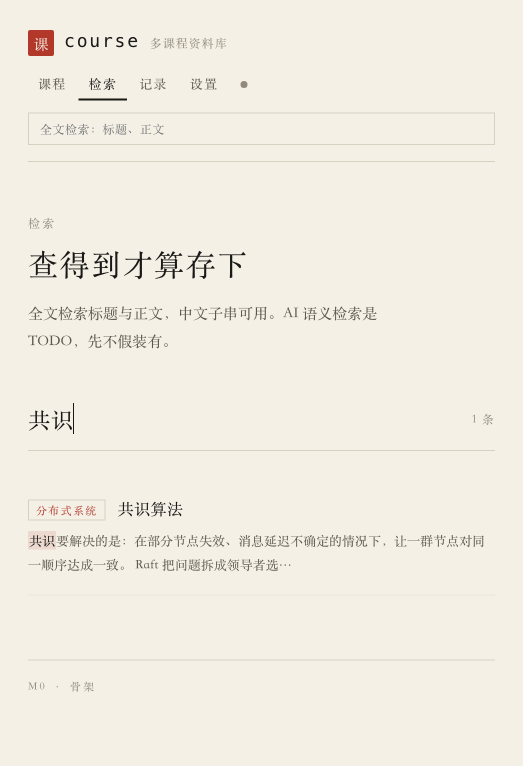 课 course 多课程资料库
课程 检索 记录 设置
全文检索：标题、正文
检索
查得到才算存下
全文检索标题与正文，中文子串可用。AI 语义检索是
TODO，先不假装有。
共识 1 条
分布式系统 共识算法
共识要解决的是：在部分节点失效、消息延迟不确定的情况下，让一群节点对同
一顺序达成一致。 Raft 把问题拆成领导者选…
M0 · 骨架